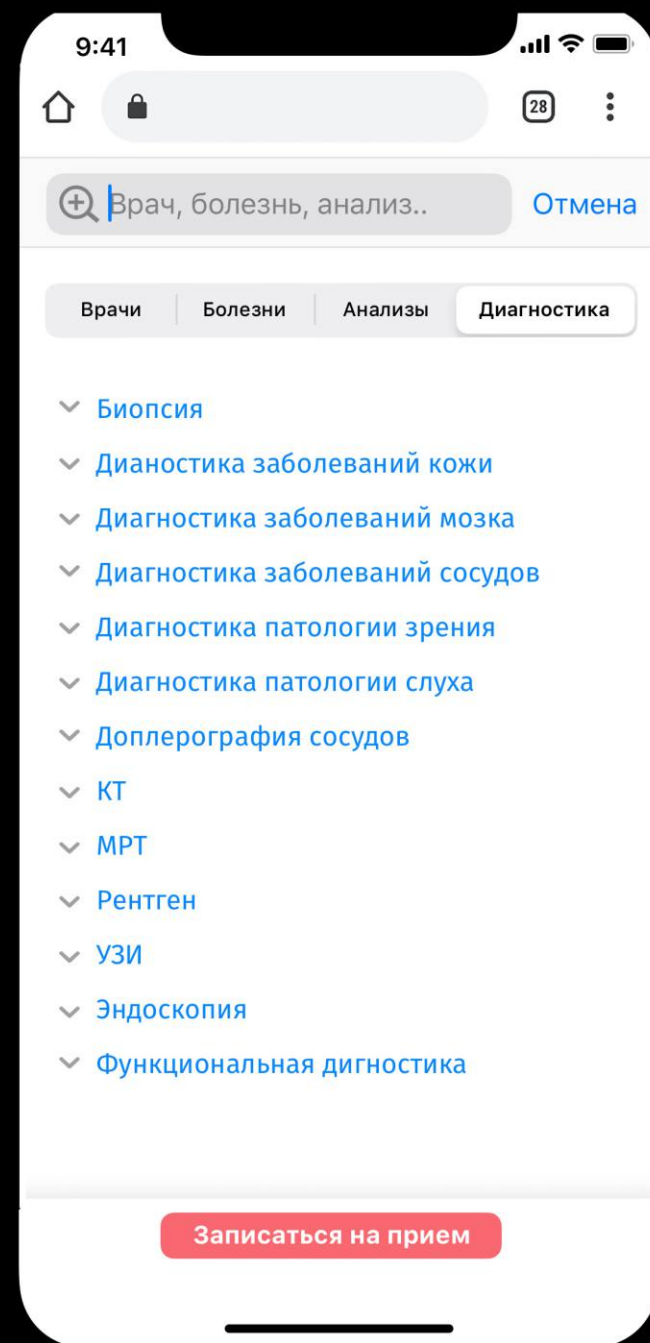 9:41
28
Врач, болезнь, анализ.. Отмена
Врачи Болезни Анализы Диагностика
Биопсия
Дианостика заболеваний кожи
Диагностика заболеваний мозка
Диагностика заболеваний сосудов
Диагностика патологии зрения
Диагностика патологии слуха
Доплерография сосудов
КТ
МРТ
Рентген
УЗИ
Эндоскопия
Функциональная дигностика
Записаться на прием